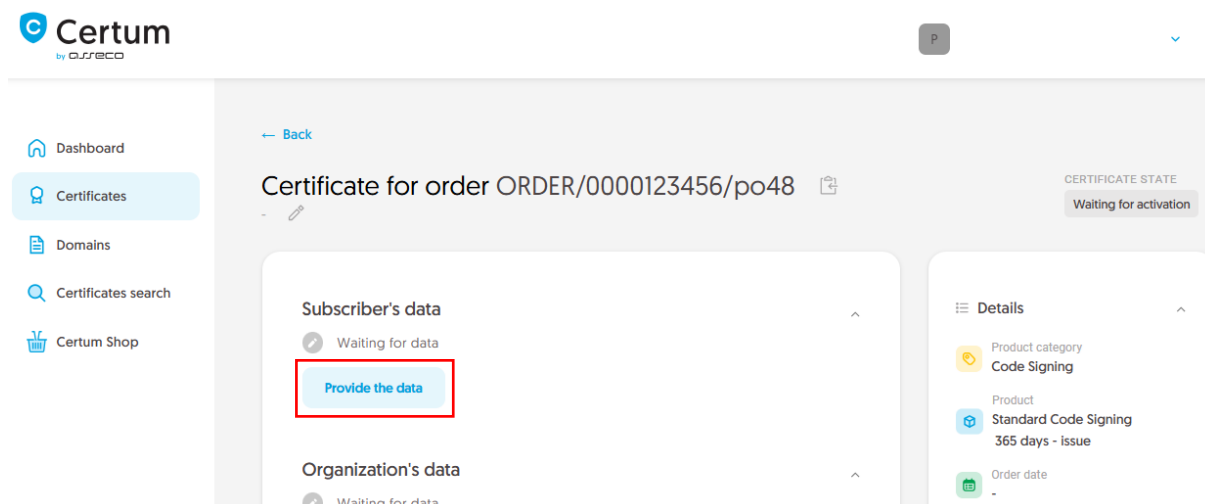 Certum
by asseco
P
Dashboard
Certificates
Domains
Certificates search
Certum Shop
← Back
Certificate for order ORDER/0000123456/po48
-
CERTIFICATE STATE
Waiting for activation
Subscriber's data
Waiting for data
Provide the data
Organization's data
Waiting for data
Details
Product category
Code Signing
Product
Standard Code Signing
365 days - issue
Order date
-